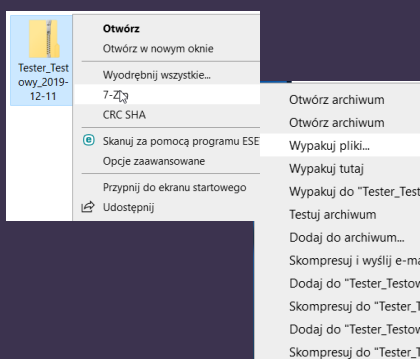 Tester_Test
owy_2019-
12-11
Otwórz
Otwórz w nowym oknie
Wyodrębnij wszystkie...
7-Zip
CRC SHA
Skanuj za pomocą programu ESE
Opcje zaawansowane
Przypnij do ekranu startowego
Udostępnij
Otwórz archiwum
Otwórz archiwum
Wypakuj pliki...
Wypakuj tutaj
Wypakuj do "Tester_Test
Testuj archiwum
Dodaj do archiwum...
Skompresuj i wyślij e-ma
Dodaj do "Tester_Testow
Skompresuj do "Tester_T
Dodaj do "Tester_Testow
Skompresuj do "Tester_T